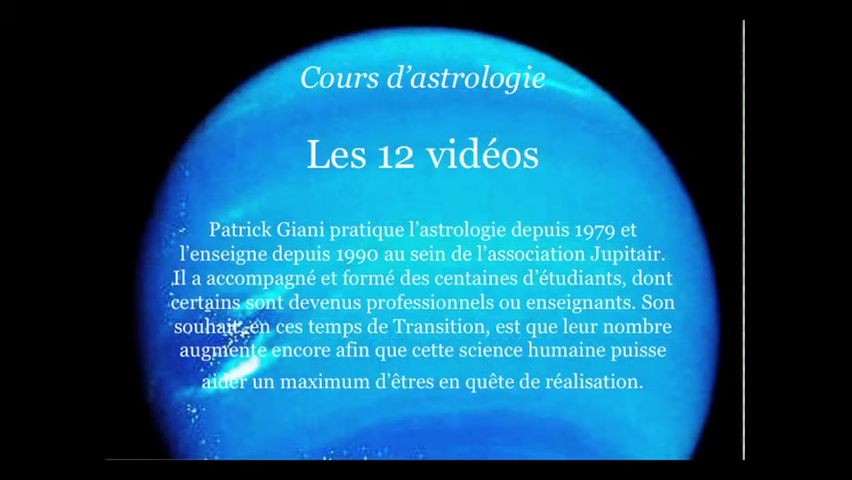 Cours d’astrologie
Les 12 vidéos
Patrick Giani pratique l’astrologie depuis 1979 et
l’enseigne depuis 1990 au sein de l’association Jupitair.
Il a accompagné et formé des centaines d’étudiants, dont
certains sont devenus professionnels ou enseignants. Son
souhait, en ces temps de Transition, est que leur nombre
augmente encore afin que cette science humaine puisse
aider un maximum d’êtres en quête de réalisation.